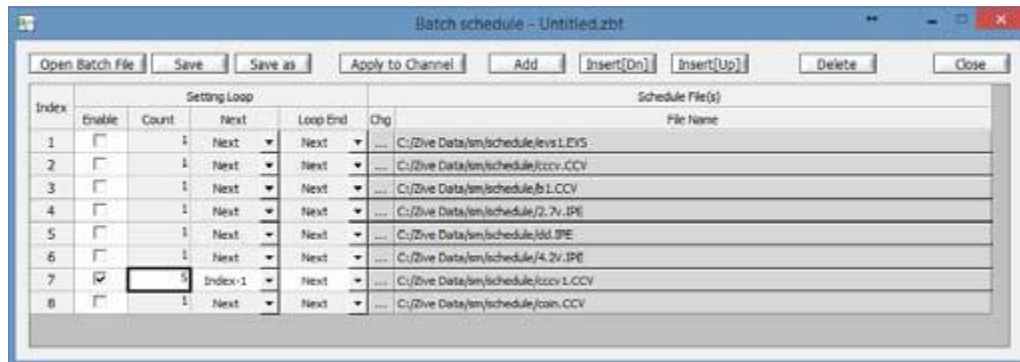 Batch schedule - Untitled.zbt
Open Batch File Save Save as Apply to Channel Add Insert[Dn] Insert[Up] Delete Close
Index Setting Loop Schedule File(s)
Enable Count Next Loop End Chg File Name
1 1 Next Next ... C:/Zive Data/sm/schedule/evs1.EVS
2 1 Next Next ... C:/Zive Data/sm/schedule/cccv.CCV
3 1 Next Next ... C:/Zive Data/sm/schedule/b1.CCV
4 1 Next Next ... C:/Zive Data/sm/schedule/2.7v.IPE
5 1 Next Next ... C:/Zive Data/sm/schedule/dd.IPE
6 1 Next Next ... C:/Zive Data/sm/schedule/4.2V.IPE
7 5 Index-1 Next ... C:/Zive Data/sm/schedule/cccv1.CCV
8 1 Next Next ... C:/Zive Data/sm/schedule/coin.CCV